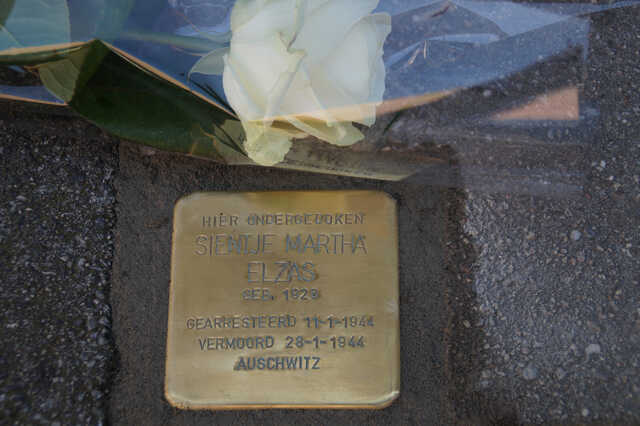 HIER ONDERGEDOKEN
SIENTJE MARTHA
ELZAS
GEB. 1929
GEARRESTEERD 11-1-1944
VERMOORD 28-1-1944
AUSCHWITZ